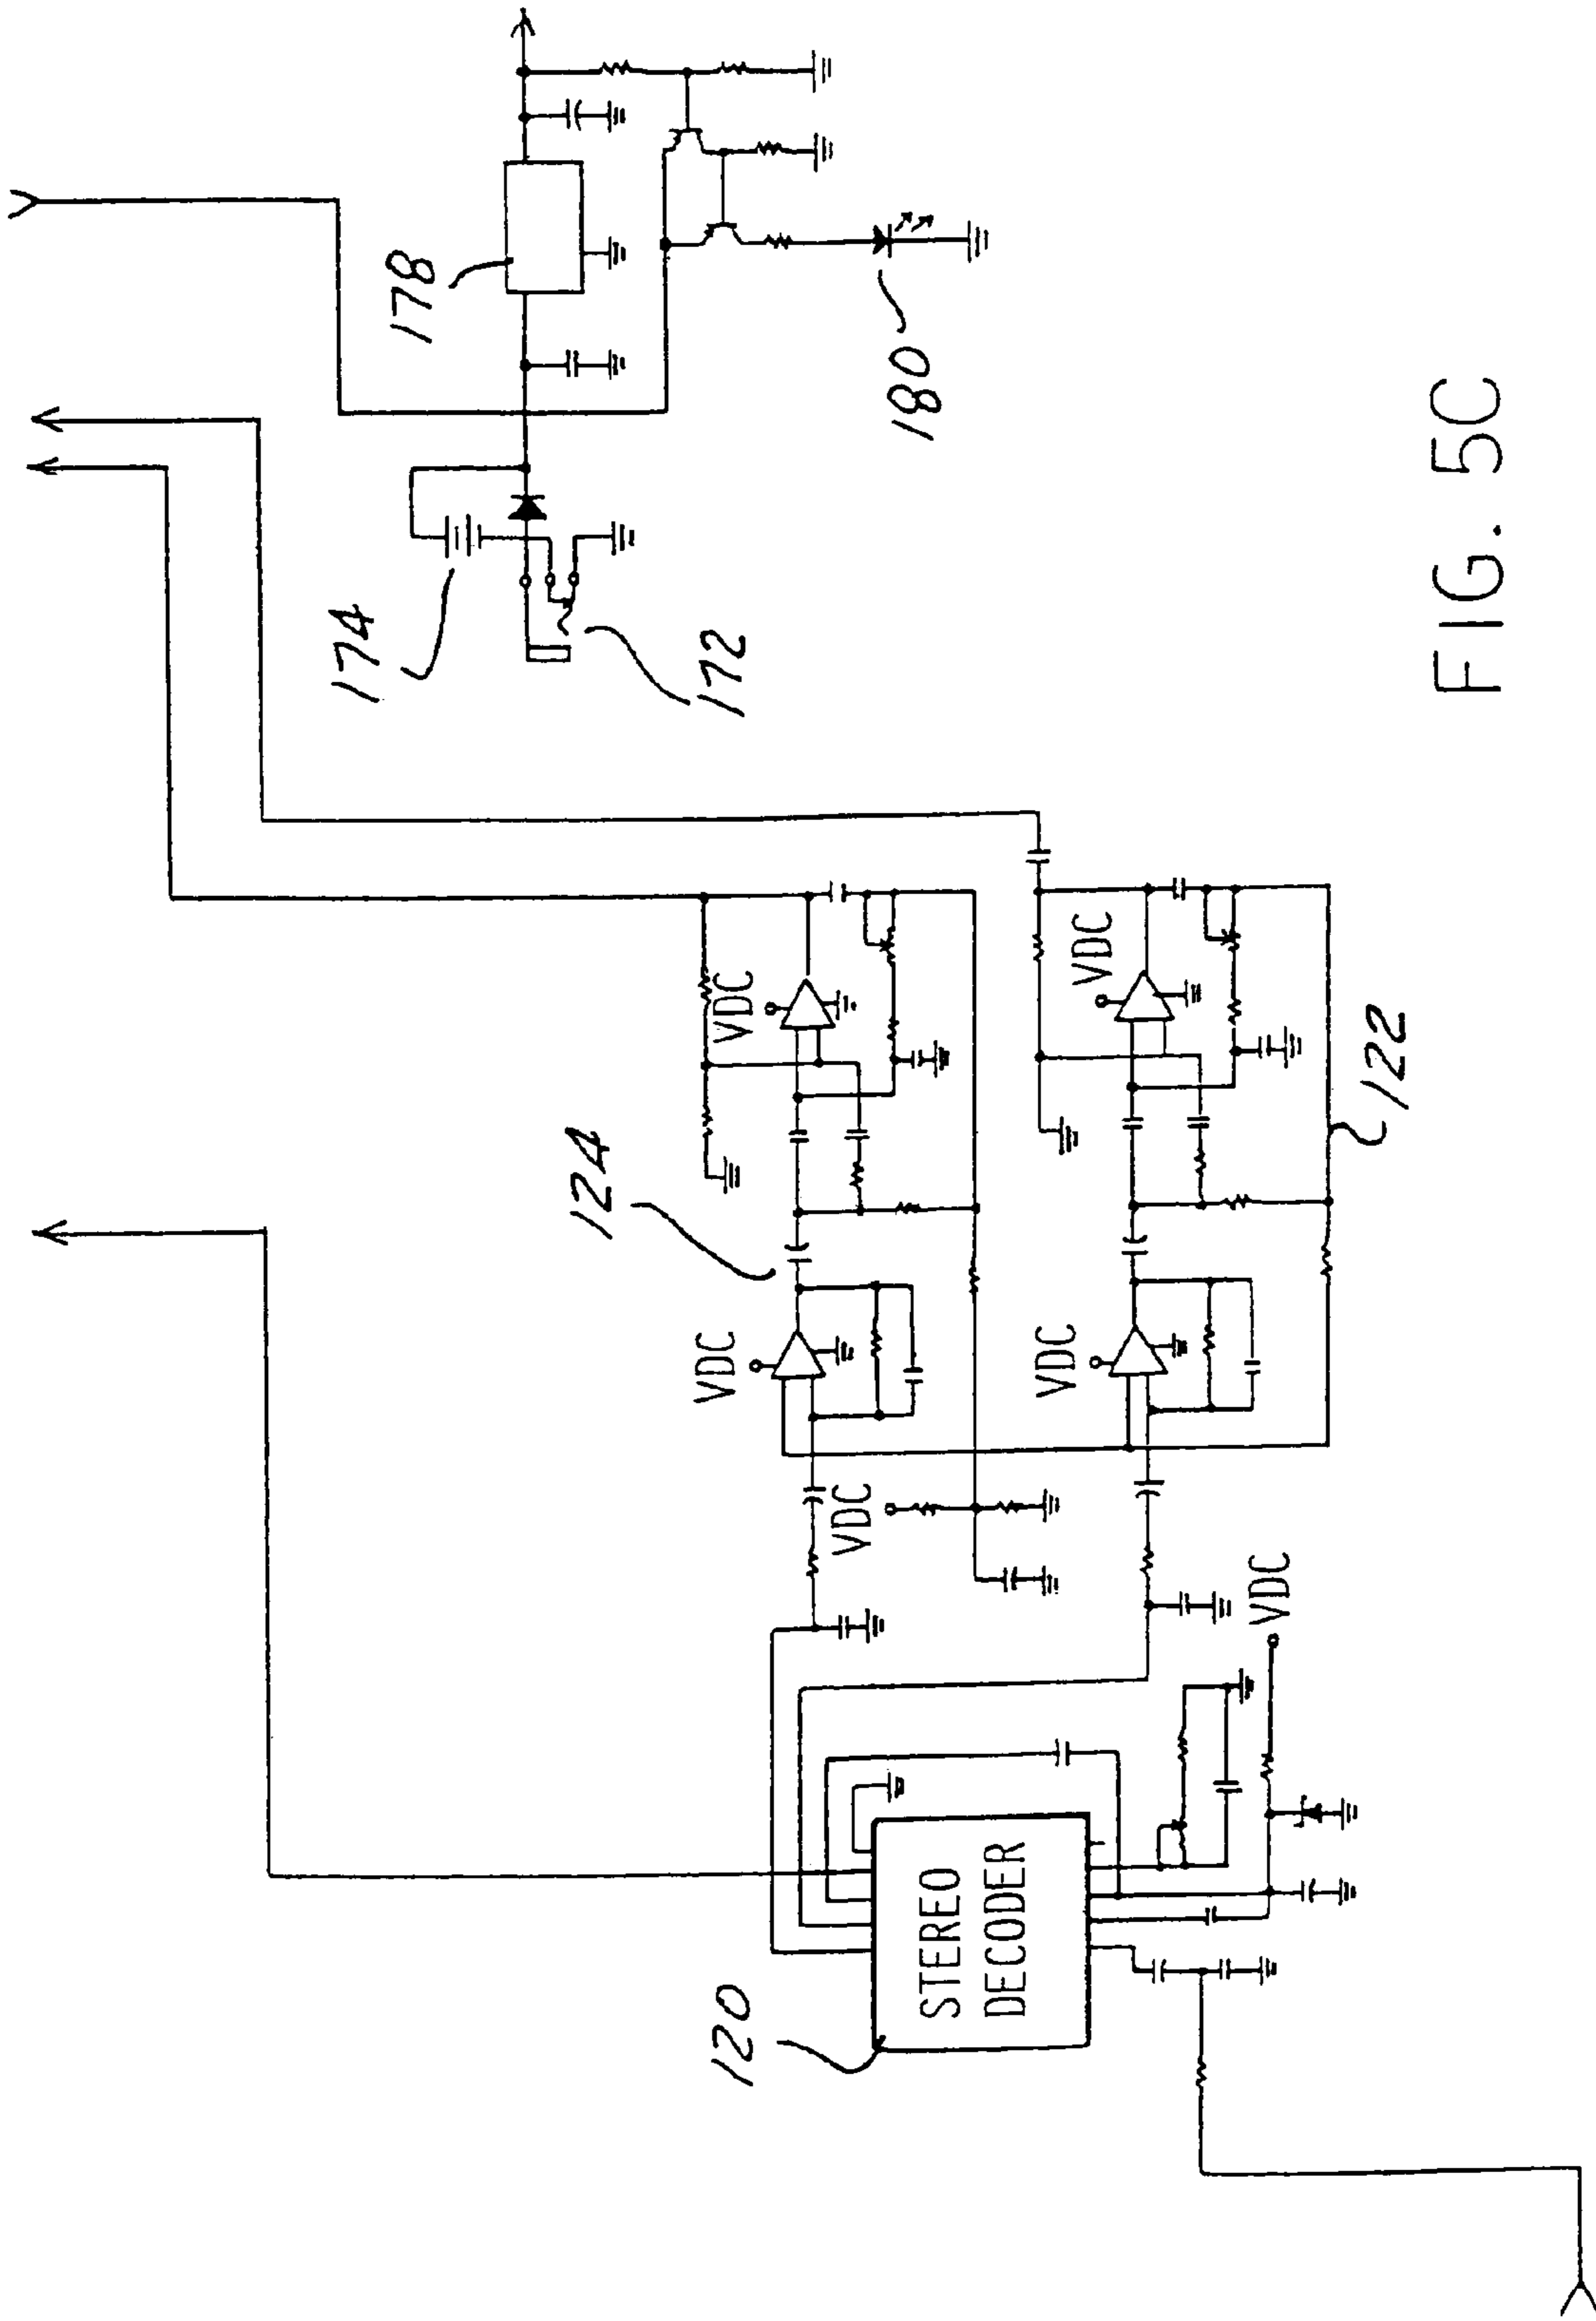 174
178
172
180
124
VDC
VDC
VDC
VDC
VDC
122
120
STEREO
DECODER
VDC
FIG. 5C